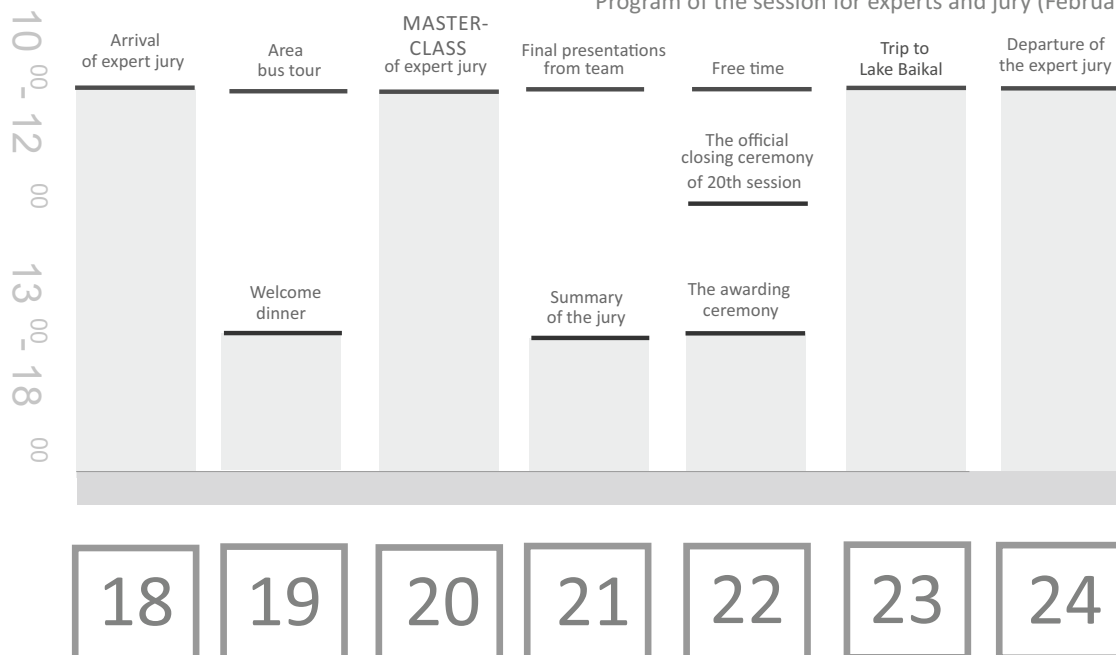 Program of the session for experts and jury
10 00 - 12 00
13 00 - 18 00
Arrival
of expert jury
Area
bus tour
MASTER-
CLASS
of expert jury
Final presentations
from team
Free time
Trip to
Lake Baikal
Departure of
the expert jury
The official
closing ceremony
of 20th session
Welcome
dinner
Summary
of the jury
The awarding
ceremony
18
19
20
21
22
23
24